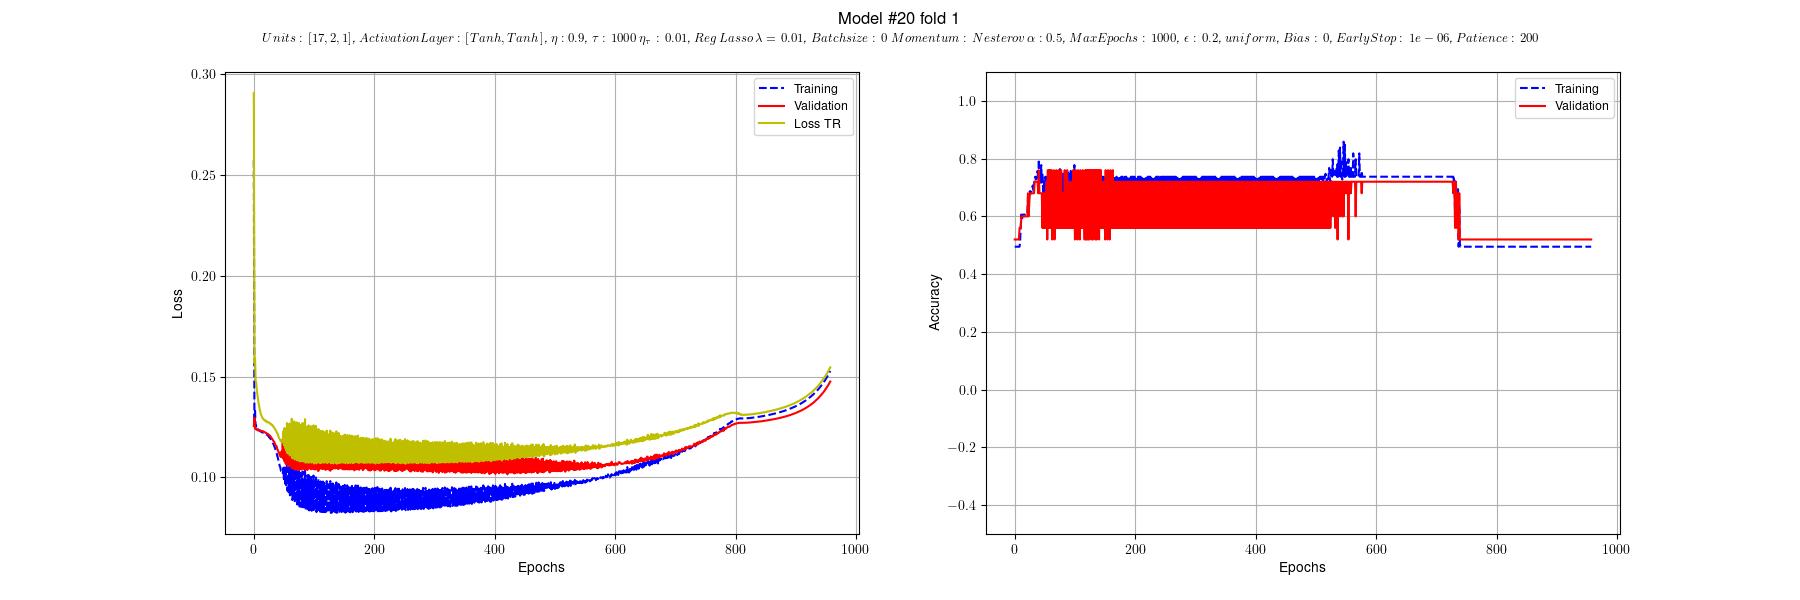 Model #20 fold 1
Units : [17, 2, 1], ActivationLayer : [Tanh, Tanh], η : 0.9, τ : 1000 ητ : 0.01, Reg Lasso λ = 0.01, Batchsize : 0 Momentum : Nesterov α : 0.5, MaxEpochs : 1000, ϵ : 0.2, uniform, Bias : 0, EarlyStop : 1e − 06, Patience : 200
0.30
0.25
0.20
0.15
0.10
Loss
0 200 400 600 800 1000
Epochs
Training
Validation
Loss TR
1.0
0.8
0.6
0.4
0.2
0.0
−0.2
−0.4
Accuracy
0 200 400 600 800 1000
Epochs
Training
Validation